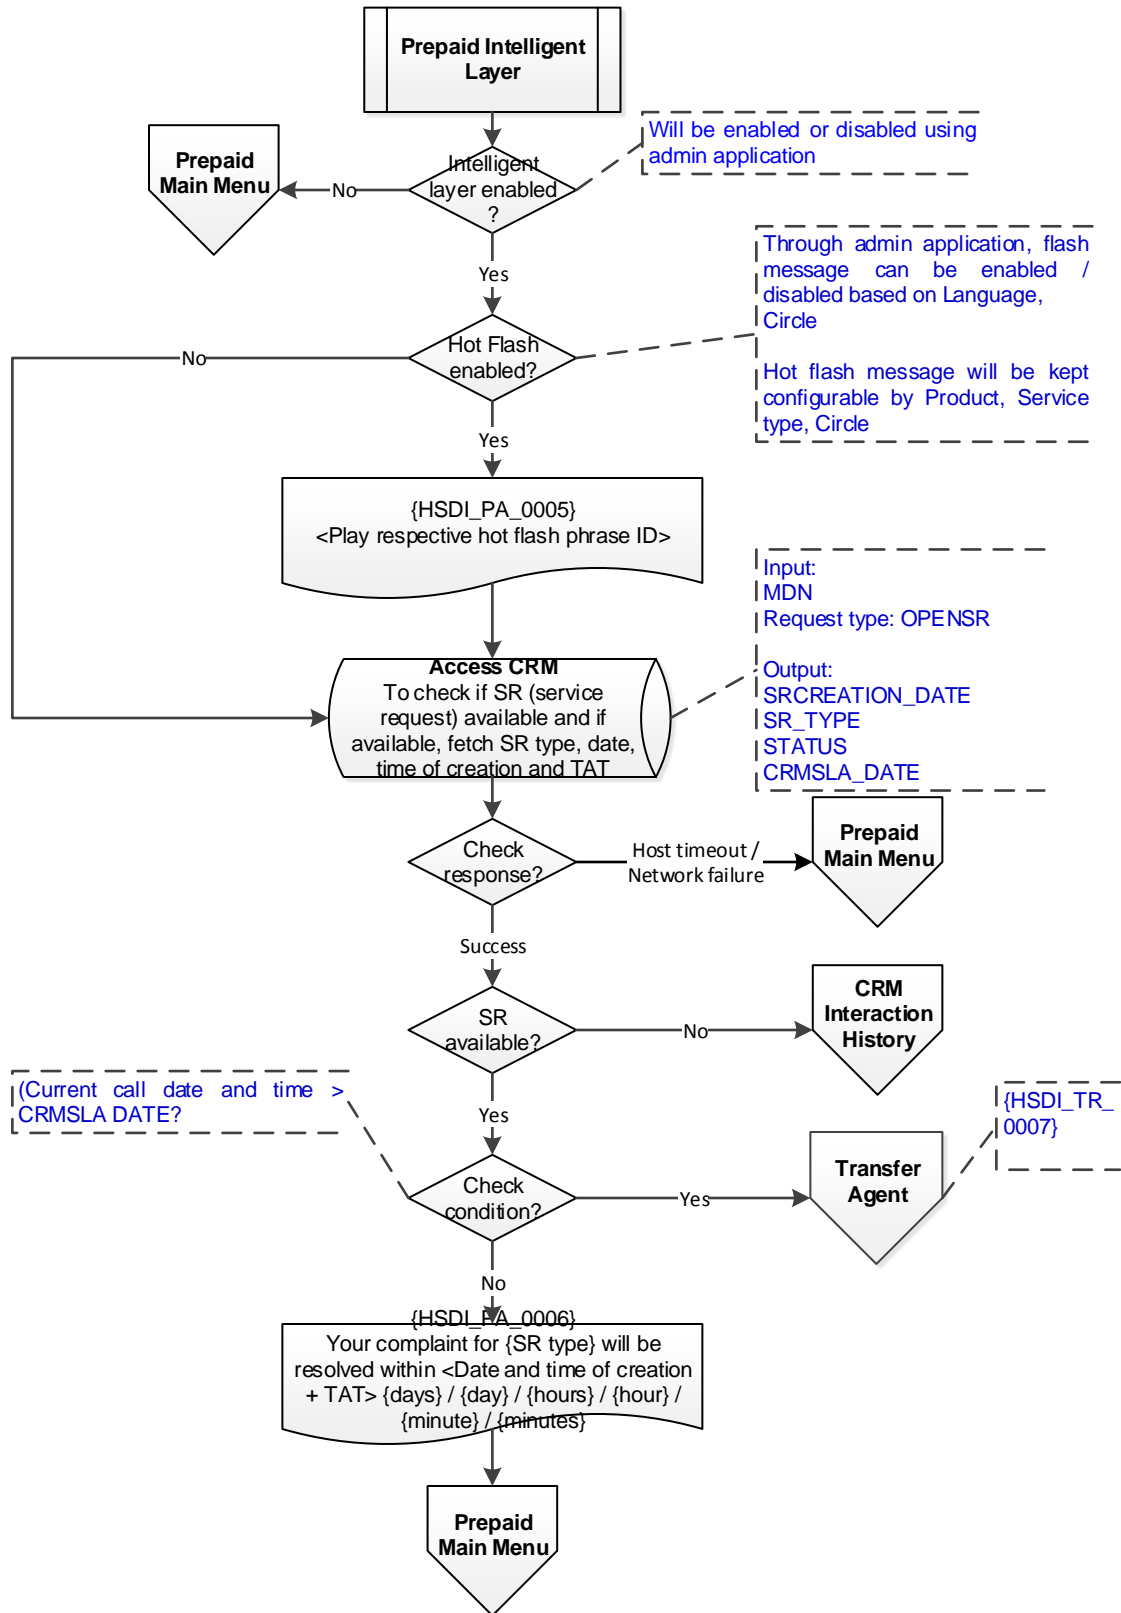 Prepaid Intelligent
Layer
Will be enabled or disabled using
admin application
Prepaid
Main Menu
No
Intelligent
layer enabled
?
Yes
Through admin application, flash
message can be enabled /
disabled based on Language,
Circle
Hot flash message will be kept
configurable by Product, Service
type, Circle
No
Hot Flash
enabled?
Yes
{HSDI_PA_0005}
<Play respective hot flash phrase ID>
Input:
MDN
Request type: OPENSR
Output:
SRCREATION_DATE
SR_TYPE
STATUS
CRMSLA_DATE
Access CRM
To check if SR (service
request) available and if
available, fetch SR type, date,
time of creation and TAT
Check
response?
Host timeout /
Network failure
Prepaid
Main Menu
Success
SR
available?
No
CRM
Interaction
History
(Current call date and time >
CRMSLA DATE?
Yes
{HSDI_TR_
0007}
Check
condition?
Yes
Transfer
Agent
No
{HSDI_PA_0006}
Your complaint for {SR type} will be
resolved within <Date and time of creation
+ TAT> {days} / {day} / {hours} / {hour} /
{minute} / {minutes}
Prepaid
Main Menu